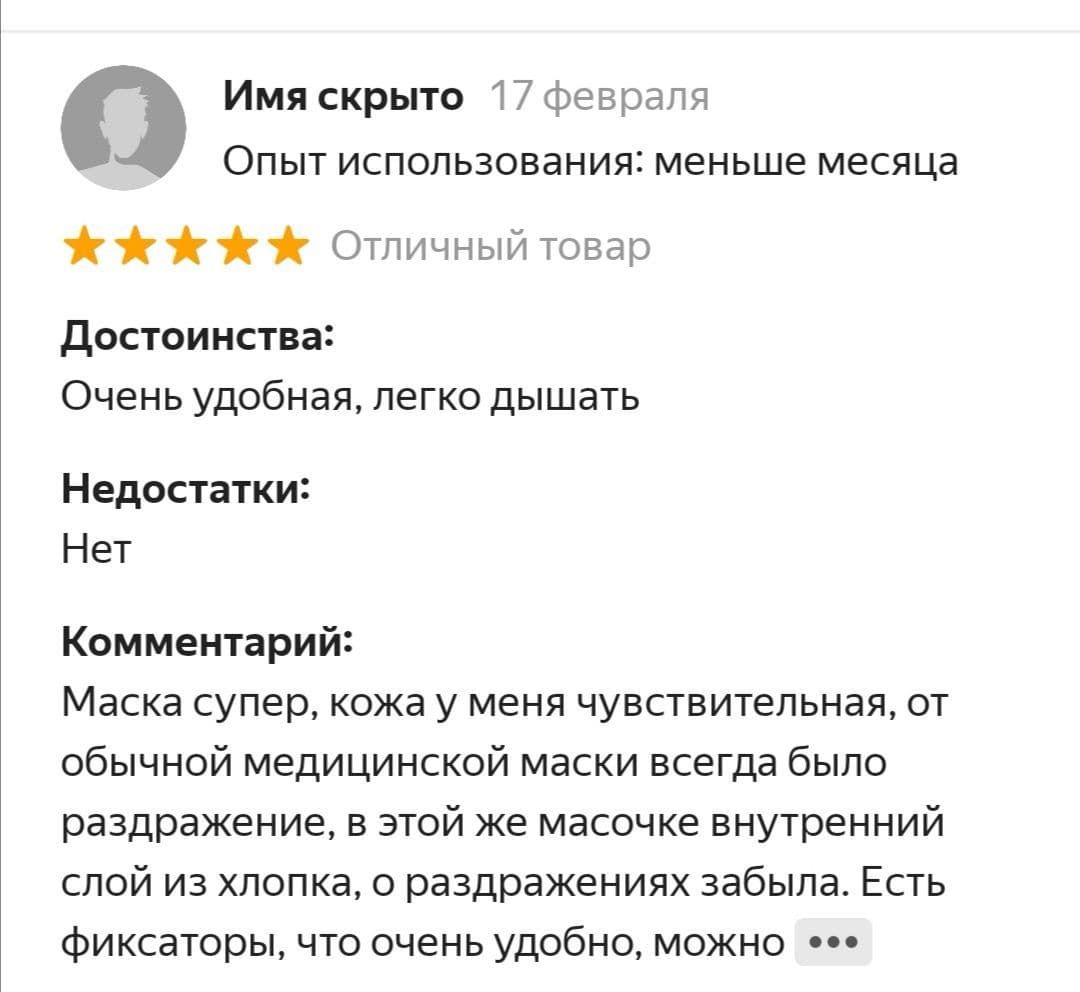 Имя скрыто 17 февраля
Опыт использования: меньше месяца
Отличный товар
Достоинства:
Очень удобная, легко дышать
Недостатки:
Нет
Комментарий:
Маска супер, кожа у меня чувствительная, от
обычной медицинской маски всегда было
раздражение, в этой же масочке внутренний
слой из хлопка, о раздражениях забыла. Есть
фиксаторы, что очень удобно, можно •••